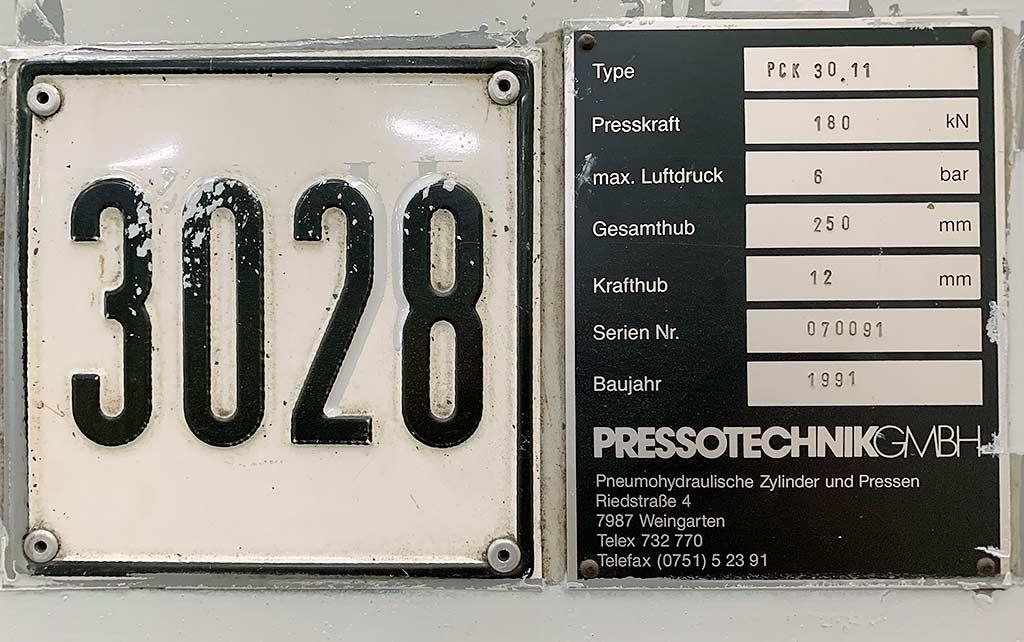 3028
Type PCK 30.11
Presskraft 180 kN
max. Luftdruck 6 bar
Gesamthub 250 mm
Krafthub 12 mm
Serien Nr. 070091
Baujahr 1991
PRESSOTECHNIKGMBH
Pneumohydraulische Zylinder und Pressen
Riedstraße 4
7987 Weingarten
Telex 732 770
Telefax (0751) 5 23 91